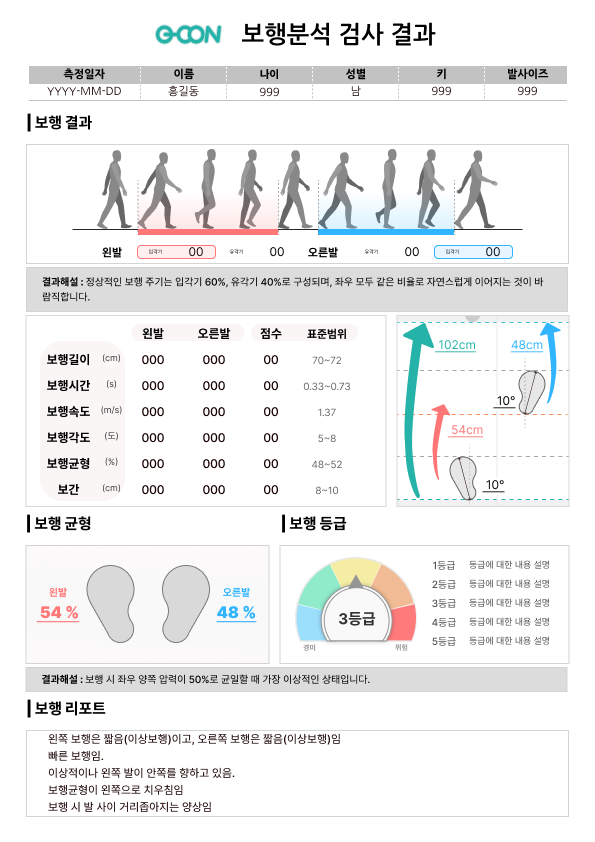 G-CON 보행분석 검사 결과
측정일자 이름 나이 성별 키 발사이즈
YYYY-MM-DD 홍길동 999 남 999 999
보행 결과
왼발 입각기 00 유각기 00 오른발 유각기 00 입각기 00
결과해설 : 정상적인 보행 주기는 입각기 60%, 유각기 40%로 구성되며, 좌우 모두 같은 비율로 자연스럽게 이어지는 것이 바
람직합니다.
왼발 오른발 점수 표준범위
보행길이 (cm) 000 000 00 70~72
보행시간 (s) 000 000 00 0.33~0.73
보행속도 (m/s) 000 000 00 1.37
보행각도 (도) 000 000 00 5~8
보행균형 (%) 000 000 00 48~52
보간 (cm) 000 000 00 8~10
102cm 48cm
10°
54cm
10°
보행 균형
왼발 오른발
54 % 48 %
보행 등급
3등급
경미 위험
1등급 등급에 대한 내용 설명
2등급 등급에 대한 내용 설명
3등급 등급에 대한 내용 설명
4등급 등급에 대한 내용 설명
5등급 등급에 대한 내용 설명
결과해설 : 보행 시 좌우 양쪽 압력이 50%로 균일할 때 가장 이상적인 상태입니다.
보행 리포트
왼쪽 보행은 짧음(이상보행)이고, 오른쪽 보행은 짧음(이상보행)임
빠른 보행임.
이상적이나 왼쪽 발이 안쪽를 향하고 있음.
보행균형이 왼쪽으로 치우침임
보행 시 발 사이 거리좁아지는 양상임